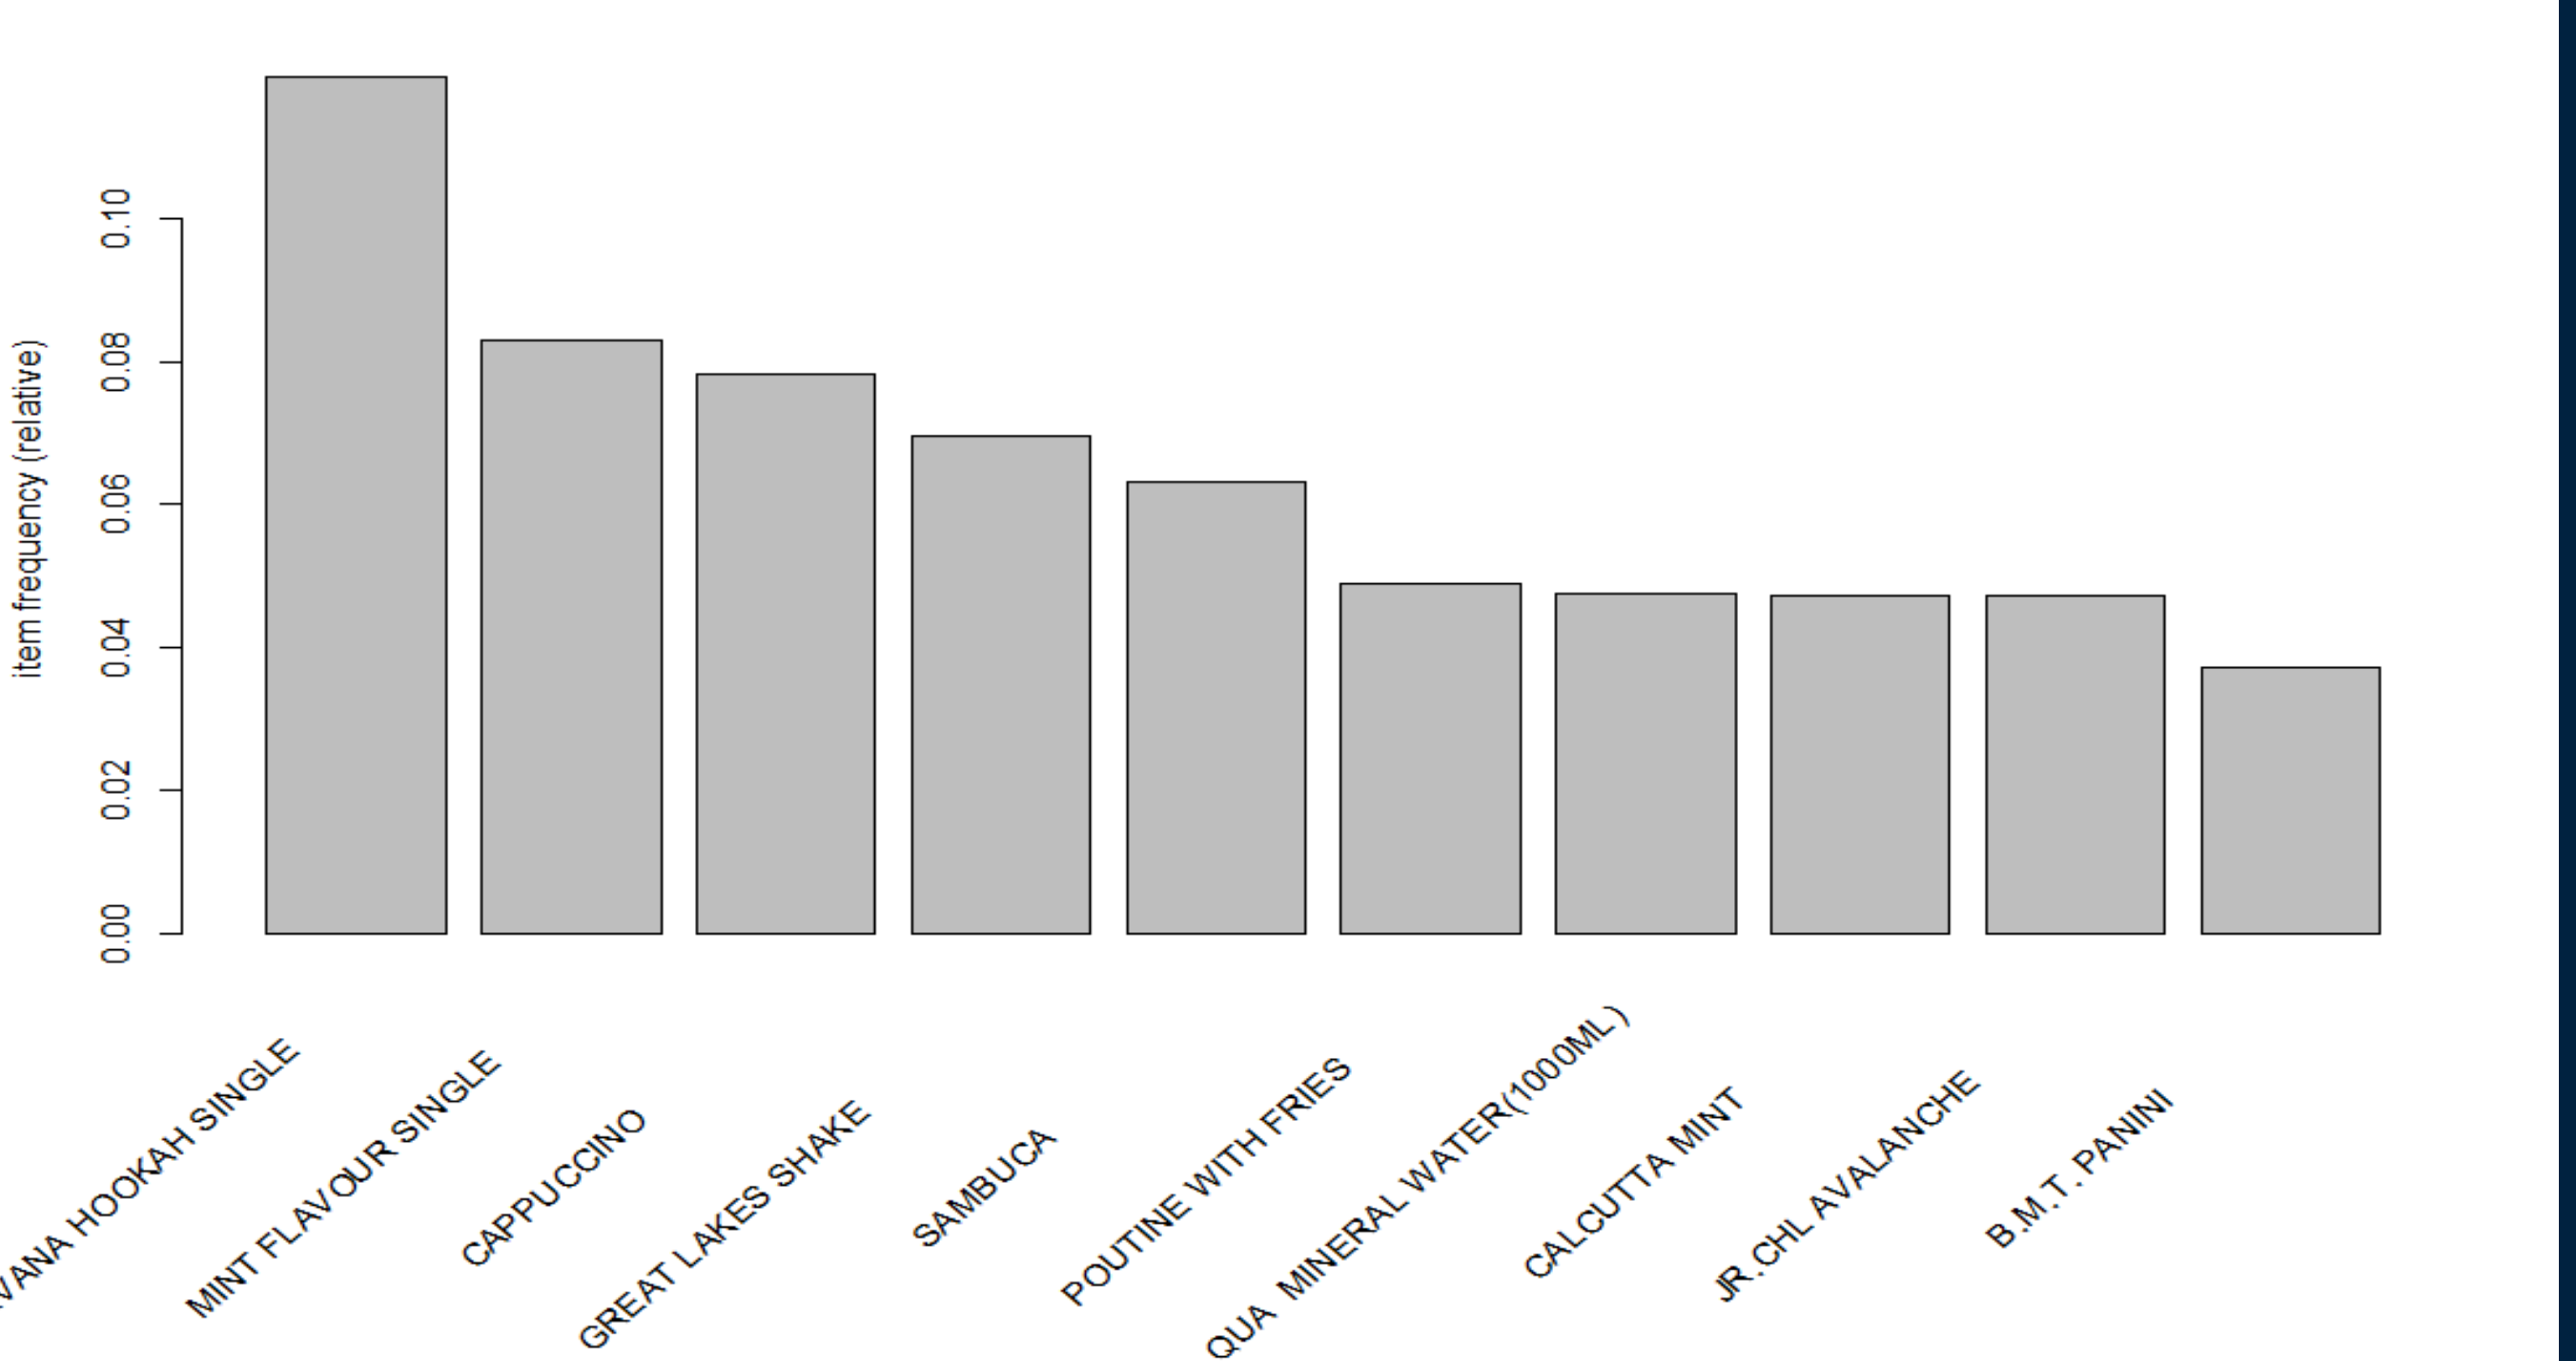 item frequency (relative)
0.10
0.08
0.06
0.04
0.02
0.00
HOOKAH SINGLE
MINT FLAVOUR SINGLE
CAPPUCCINO
GREAT LAKES SHAKE
SAMBUCA
POUTINE WITH FRIES
QUA MINERAL WATER(1000ML)
CALCUTTA MINT
JR.CHL AVALANCHE
B.M.T. PANINI